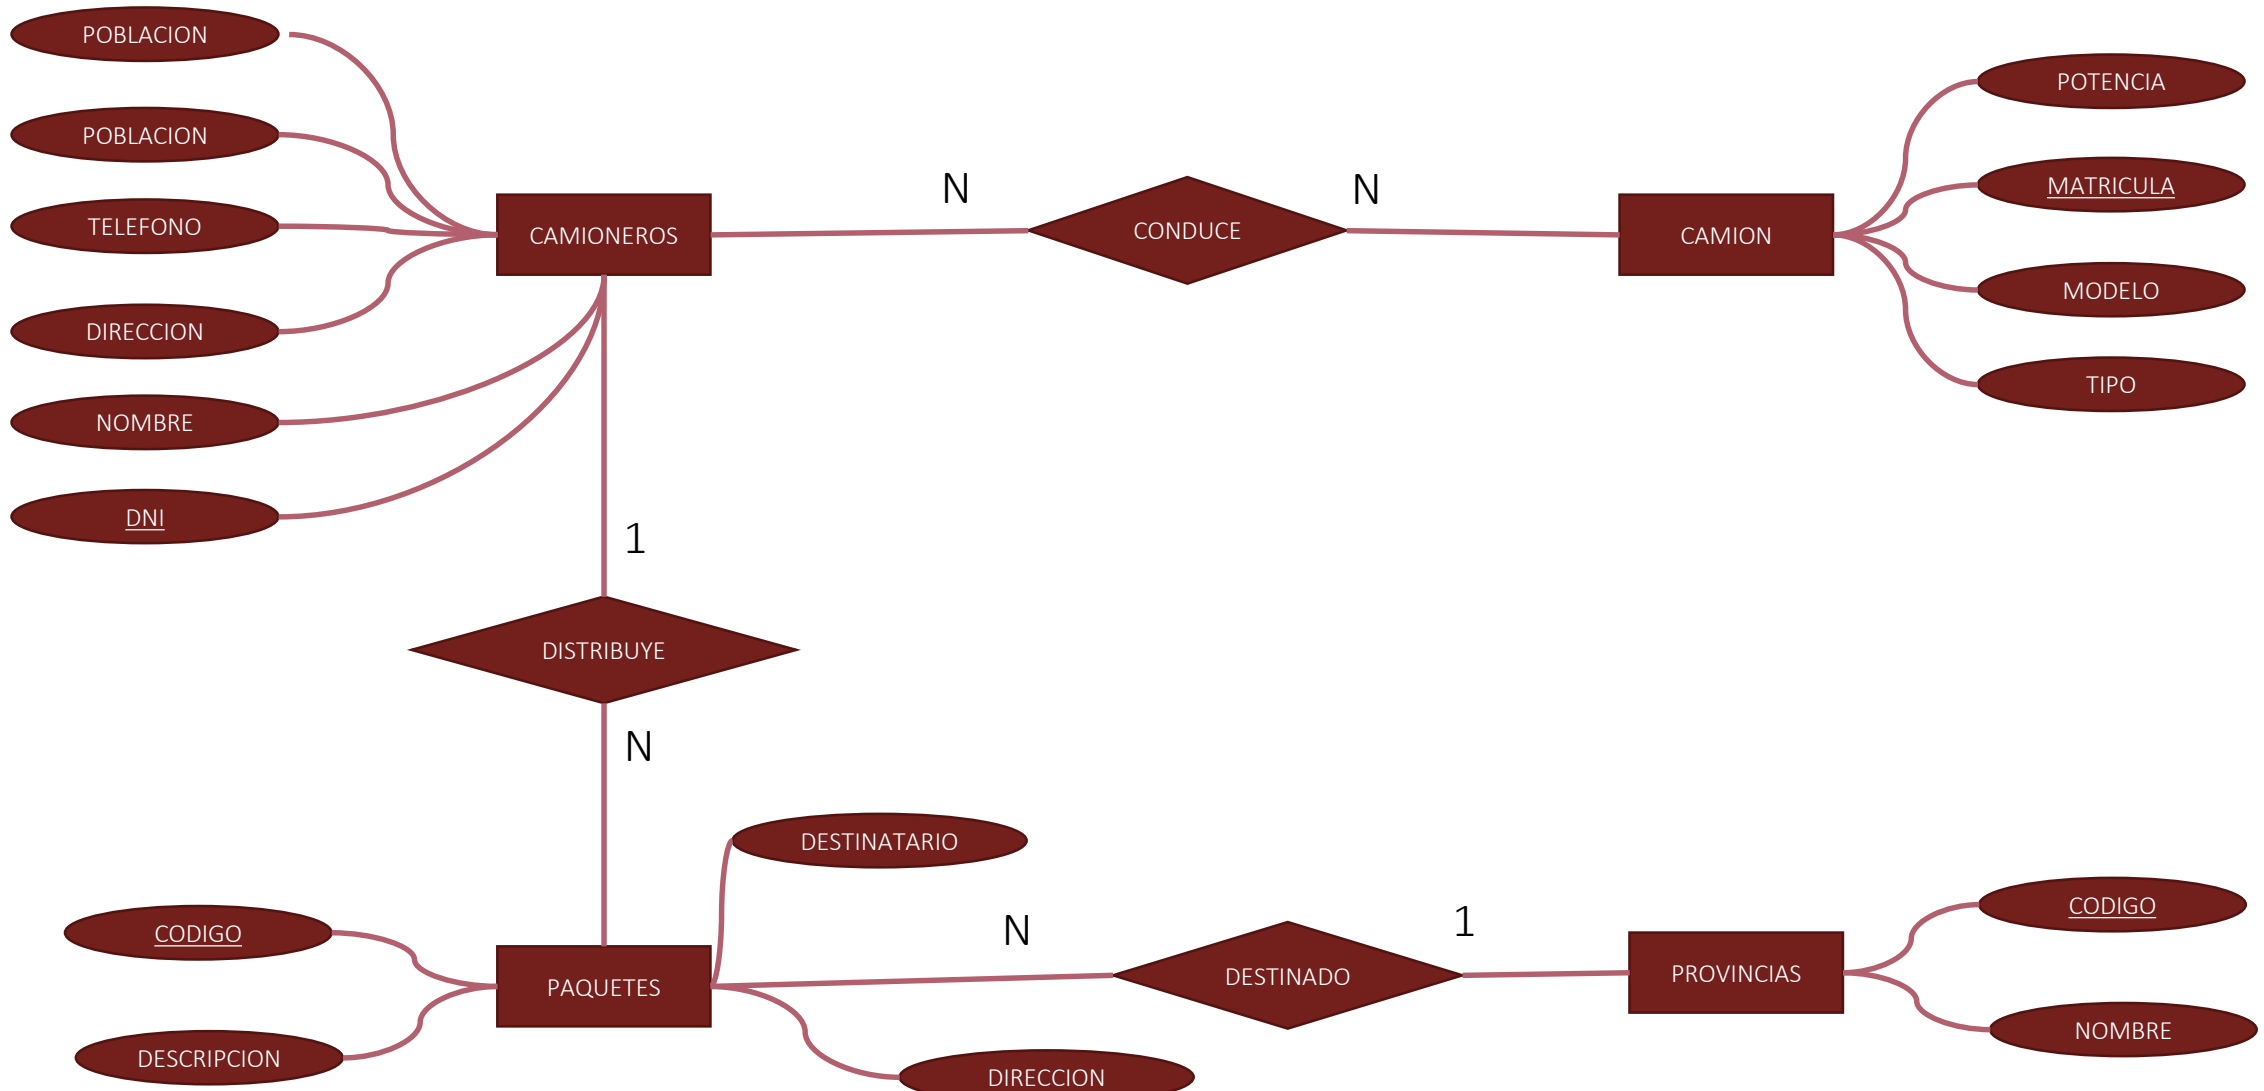 POBLACION
POBLACION
TELEFONO
DIRECCION
NOMBRE
DNI
CAMIONEROS
N
CONDUCE
N
CAMION
POTENCIA
MATRICULA
MODELO
TIPO
1
DISTRIBUYE
N
DESTINATARIO
CODIGO
DESCRIPCION
PAQUETES
N
DESTINADO
1
PROVINCIAS
CODIGO
NOMBRE
DIRECCION